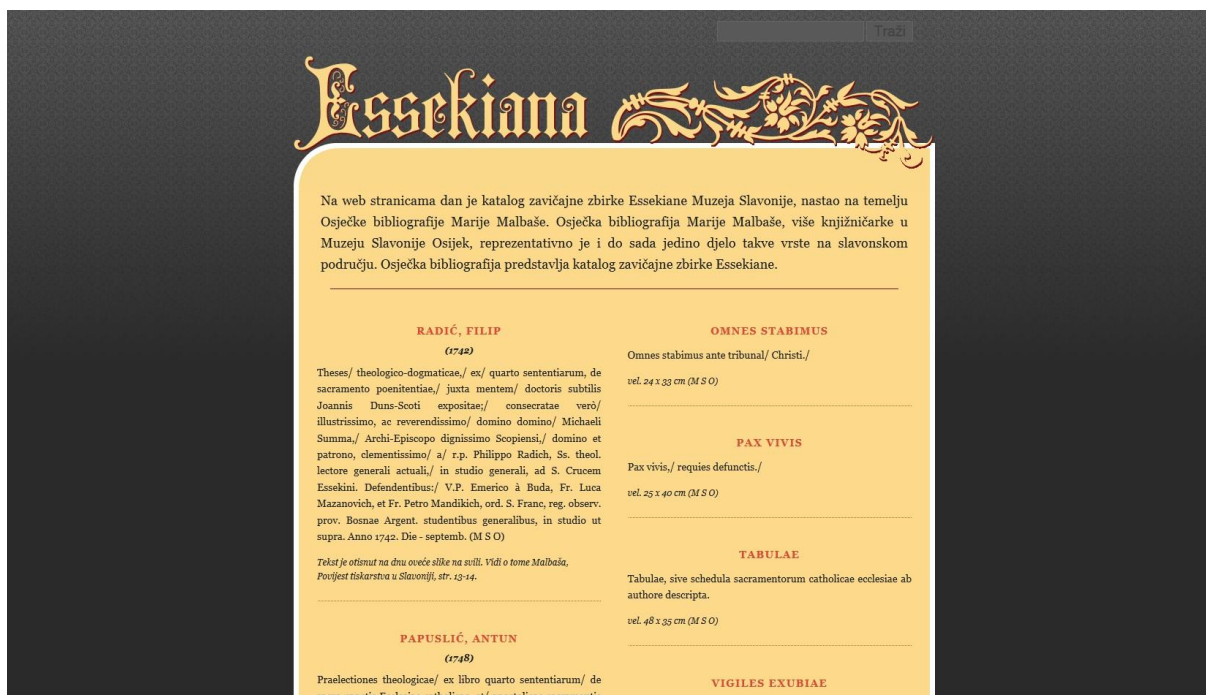 Traži
Essekiana
Na web stranicama dan je katalog zavičajne zbirke Essekiane Muzeja Slavonije, nastao na temelju
Osječke bibliografije Marije Malbaše. Osječka bibliografija Marije Malbaše, više knjižničarke u
Muzeju Slavonije Osijek, reprezentativno je i do sada jedino djelo takve vrste na slavonskom
području. Osječka bibliografija predstavlja katalog zavičajne zbirke Essekiane.
RADIĆ, FILIP
(1742)
Theses/ theologico-dogmaticae,/ ex/ quarto sententiarum, de
sacramento poenitentiae,/ juxta mentem/ doctoris subtilis
Joannis Duns-Scoti expositae;/ consecratae verò/
illustrissimo, ac reverendissimo/ domino domino/ Michaeli
Summa,/ Archi-Episcopo dignissimo Scopiensi,/ domino et
patrono, clementissimo/ a/ r.p. Philippo Radich, Ss. theol.
lectore generali actuali,/ in studio generali, ad S. Crucem
Essekini. Defendentibus:/ V.P. Emerico à Buda, Fr. Luca
Mazanovich, et Fr. Petro Mandikich, ord. S. Franc, reg. observ.
prov. Bosnae Argent. studentibus generalibus, in studio ut
supra. Anno 1742. Die - septemb. (M S O)
Tekst je otisnut na dnu oveće slike na svili. Vidi o tome Malbaša,
Povijest tiskarstva u Slavoniji, str. 13-14.
PAPUSLIĆ, ANTUN
(1748)
Praelectiones theologicae/ ex libro quarto sententiarum/ de
OMNES STABIMUS
Omnes stabimus ante tribunal/ Christi./
vel. 24 x 33 cm (M S O)
PAX VIVIS
Pax vivis,/ requies defunctis./
vel. 25 x 40 cm (M S O)
TABULAE
Tabulae, sive schedula sacramentorum catholicae ecclesiae ab
authore descripta.
vel. 48 x 35 cm (M S O)
VIGILES EXUBIAE